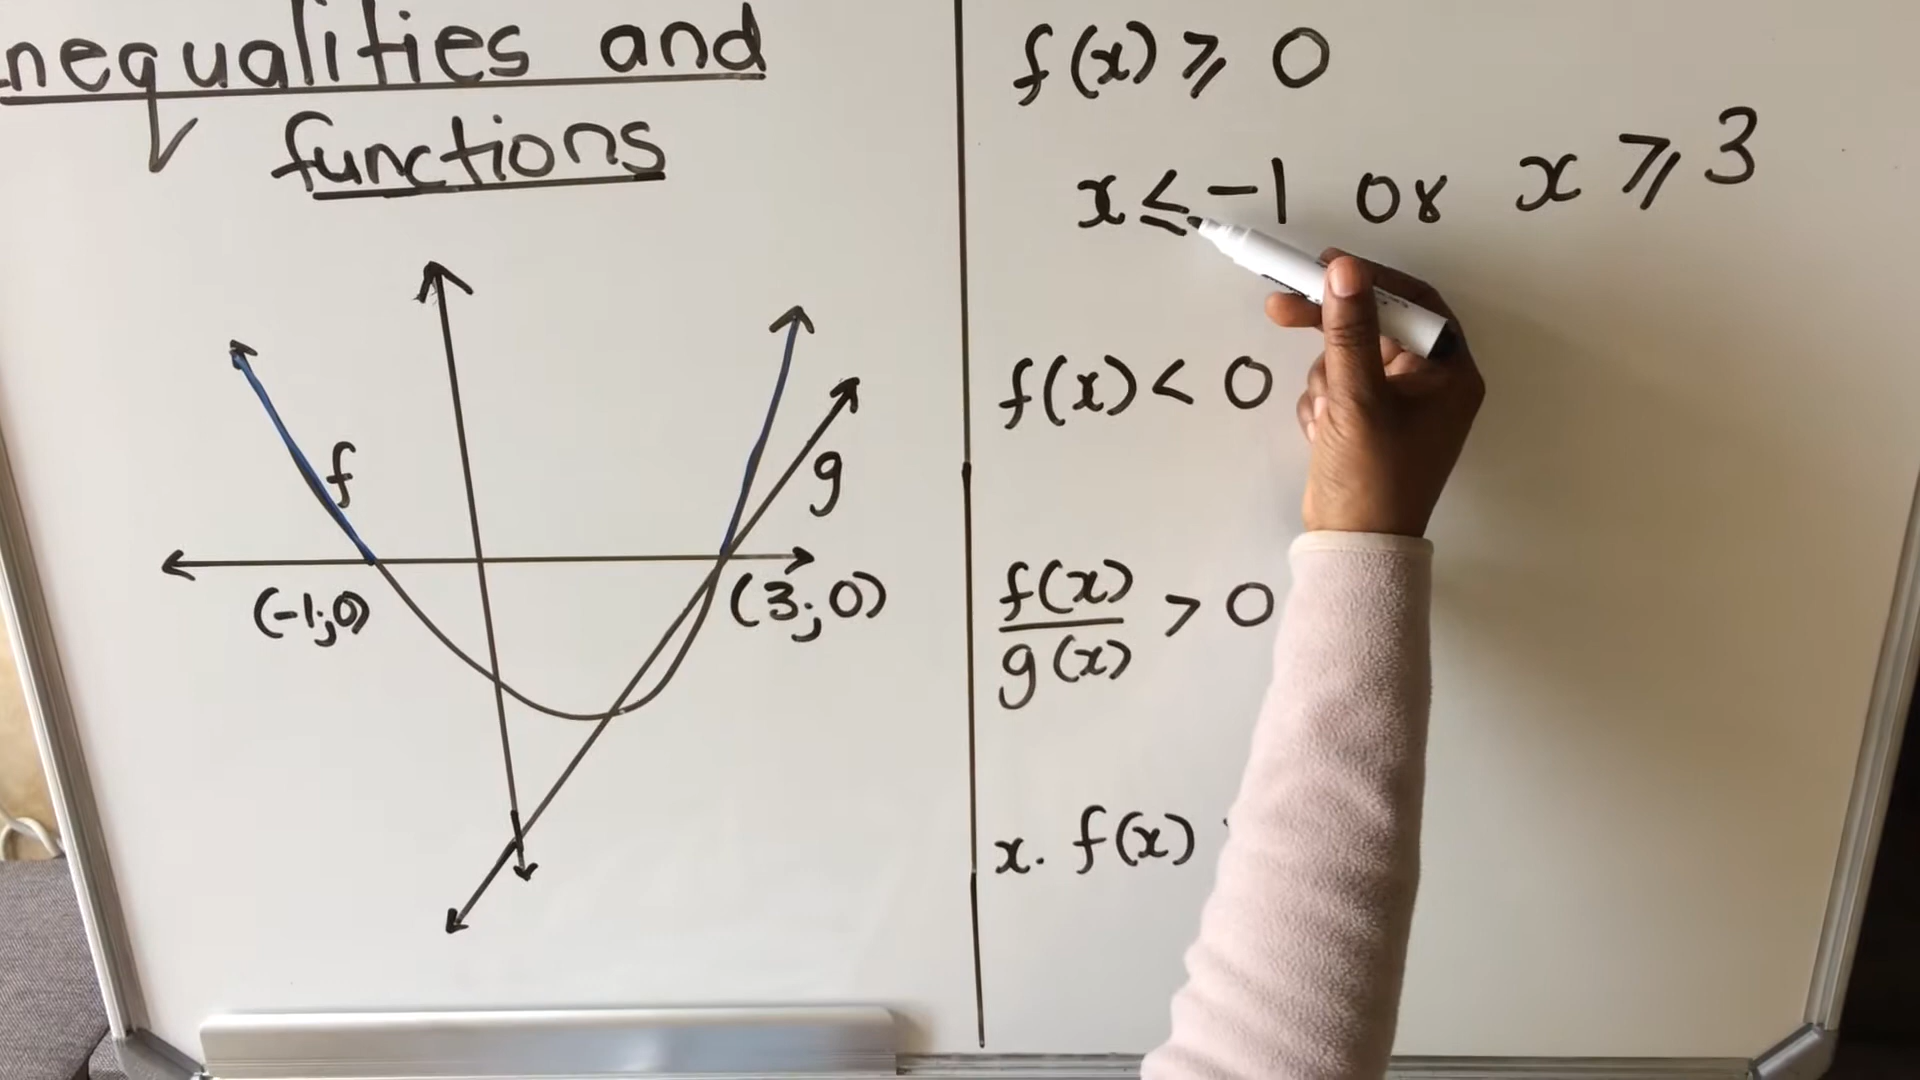 nequalities and
functions
f
g
(-1;0)
(3;0)
f(x) ≥ 0
x ≤ -1 or x ≥ 3
f(x) < 0
f(x)/g(x) > 0
x. f(x)